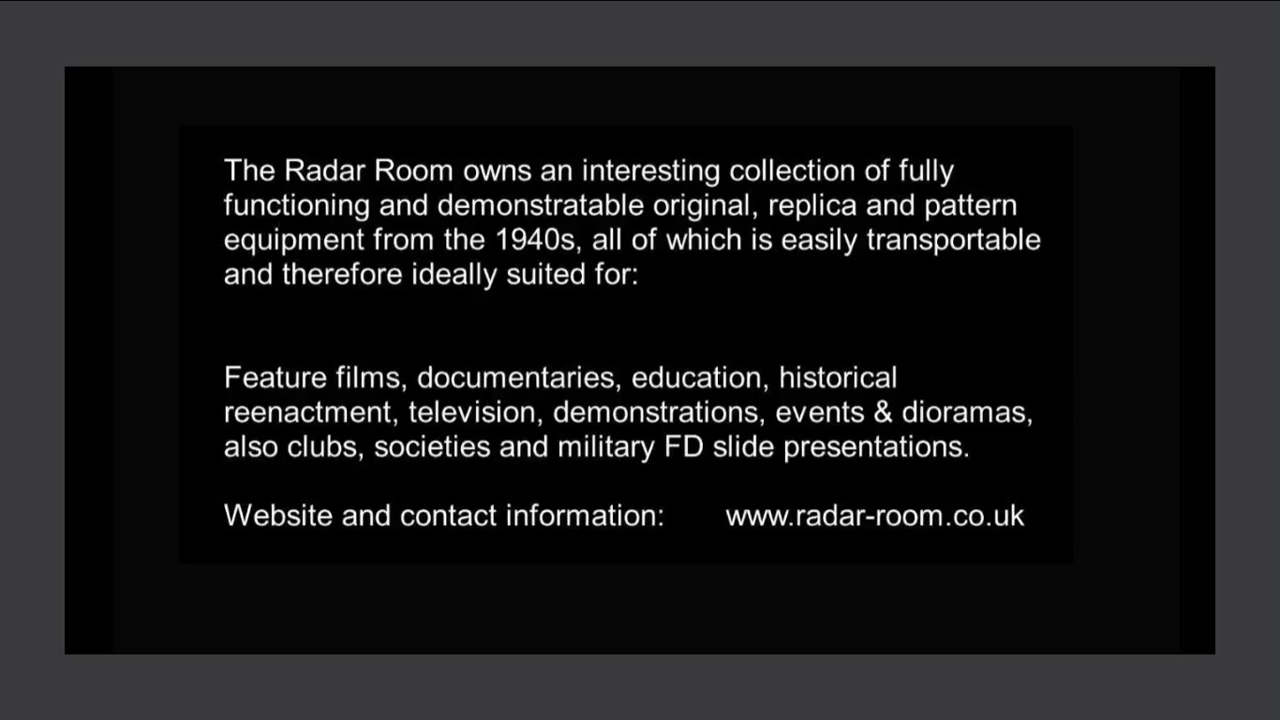 The Radar Room owns an interesting collection of fully
functioning and demonstratable original, replica and pattern
equipment from the 1940s, all of which is easily transportable
and therefore ideally suited for:
Feature films, documentaries, education, historical
reenactment, television, demonstrations, events & dioramas,
also clubs, societies and military FD slide presentations.
Website and contact information: www.radar-room.co.uk